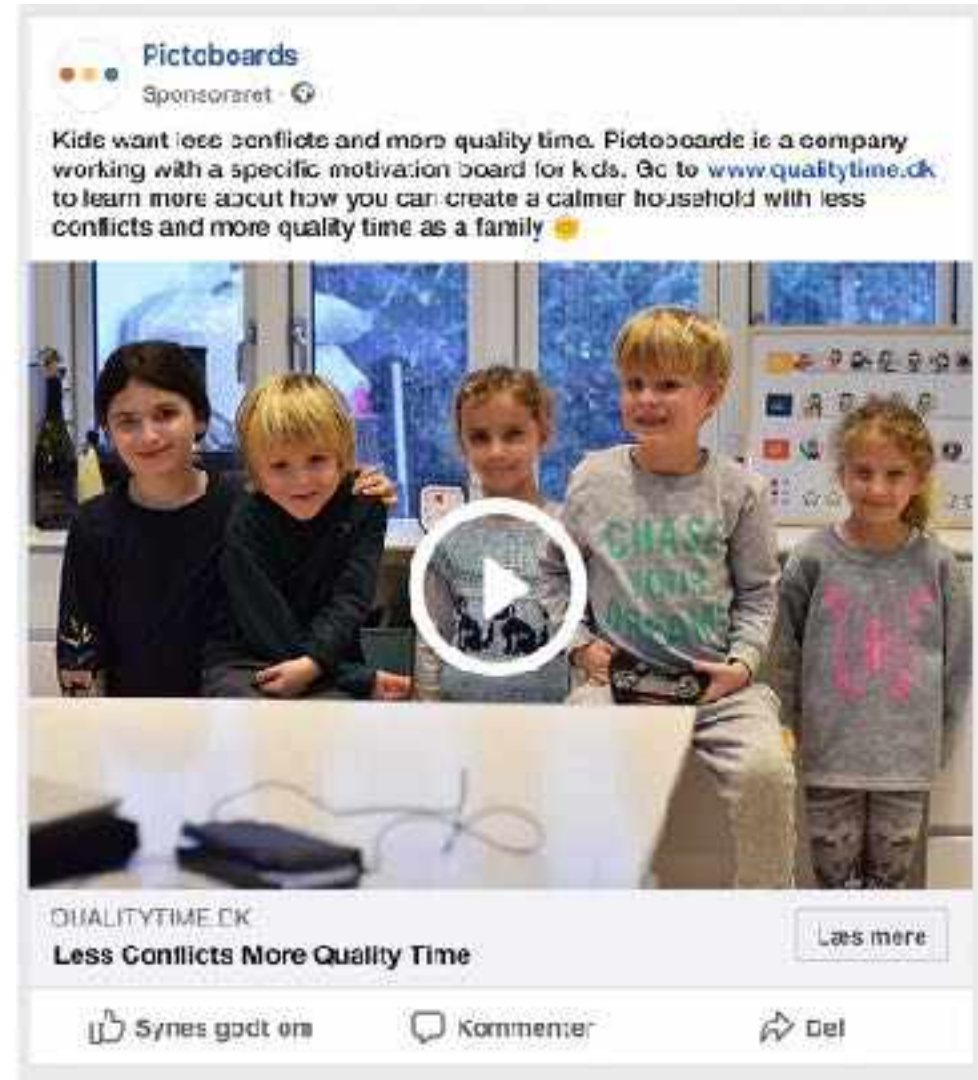 Pictoboards
Sponsoreret
Kids want less conflicts and more quality time. Pictoboards is a company
working with a specific motivation board for kids. Go to www.qualitytime.dk
to learn more about how you can create a calmer household with less
conflicts and more quality time as a family
CHASE
YOUR
QUALITYTIME.DK
Less Conflicts More Quality Time
Læs mere
Synes godt om
Kommenter
Del